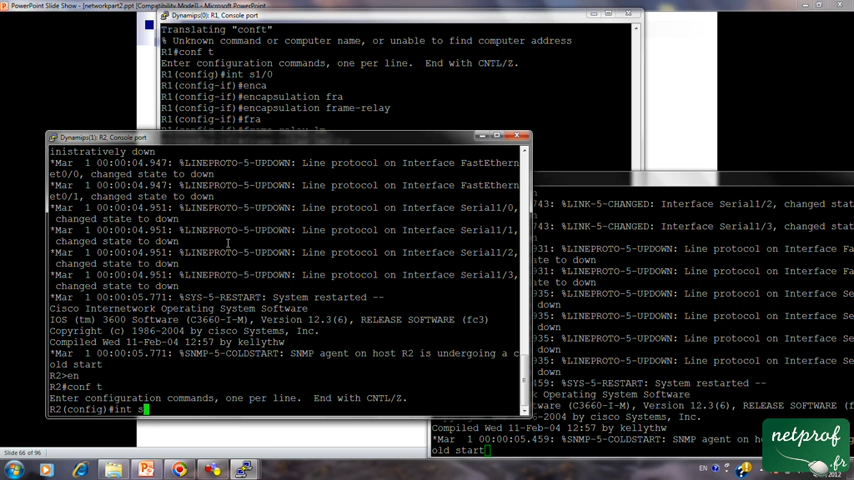 PowerPoint Slide Show - [networkpart2.ppt [Compatibility Mode] - Microsoft PowerPoint
Dynamips(0): R1, Console port
Translating "conft"
% Unknown command or computer name, or unable to find computer address
R1#conf t
Enter configuration commands, one per line.  End with CNTL/Z.
R1(config)#int s1/0
R1(config-if)#enca
R1(config-if)#encapsulation fra
R1(config-if)#encapsulation frame-relay
R1(config-if)#fra
Dynamips(1): R2, Console port
inistratively down
*Mar  1 00:00:04.947: %LINEPROTO-5-UPDOWN: Line protocol on Interface FastEthern
et0/0, changed state to down
*Mar  1 00:00:04.947: %LINEPROTO-5-UPDOWN: Line protocol on Interface FastEthern
et0/1, changed state to down
*Mar  1 00:00:04.951: %LINEPROTO-5-UPDOWN: Line protocol on Interface Serial1/0,
changed state to down
*Mar  1 00:00:04.951: %LINEPROTO-5-UPDOWN: Line protocol on Interface Serial1/1,
changed state to down
*Mar  1 00:00:04.951: %LINEPROTO-5-UPDOWN: Line protocol on Interface Serial1/2,
changed state to down
*Mar  1 00:00:04.951: %LINEPROTO-5-UPDOWN: Line protocol on Interface Serial1/3,
changed state to down
*Mar  1 00:00:05.771: %SYS-5-RESTART: System restarted --
Cisco Internetwork Operating System Software
IOS (tm) 3600 Software (C3660-I-M), Version 12.3(6), RELEASE SOFTWARE (fc3)
Copyright (c) 1986-2004 by cisco Systems, Inc.
Compiled Wed 11-Feb-04 12:57 by kellythw
*Mar  1 00:00:05.771: %SNMP-5-COLDSTART: SNMP agent on host R2 is undergoing a c
old start
R2>en
R2#conf t
Enter configuration commands, one per line.  End with CNTL/Z.
R2(config)#int s
743: %LINK-5-CHANGED: Interface Serial1/2, changed stat
743: %LINK-5-CHANGED: Interface Serial1/3, changed stat
931: %LINEPROTO-5-UPDOWN: Line protocol on Interface Fa
te to down
931: %LINEPROTO-5-UPDOWN: Line protocol on Interface Fa
te to down
935: %LINEPROTO-5-UPDOWN: Line protocol on Interface Se
down
935: %LINEPROTO-5-UPDOWN: Line protocol on Interface Se
down
935: %LINEPROTO-5-UPDOWN: Line protocol on Interface Se
down
935: %LINEPROTO-5-UPDOWN: Line protocol on Interface Se
down
459: %SYS-5-RESTART: System restarted --
k Operating System Software
tware (C3660-I-M), Version 12.3(6), RELEASE SOFTWARE (f
6-2004 by cisco Systems, Inc.
Compiled Wed 11-Feb-04 12:57 by kellythw
*Mar  1 00:00:05.459: %SNMP-5-COLDSTART: SNMP agent on ho
old start
netprof
.fr
Slide 66 of 96
EN
2012